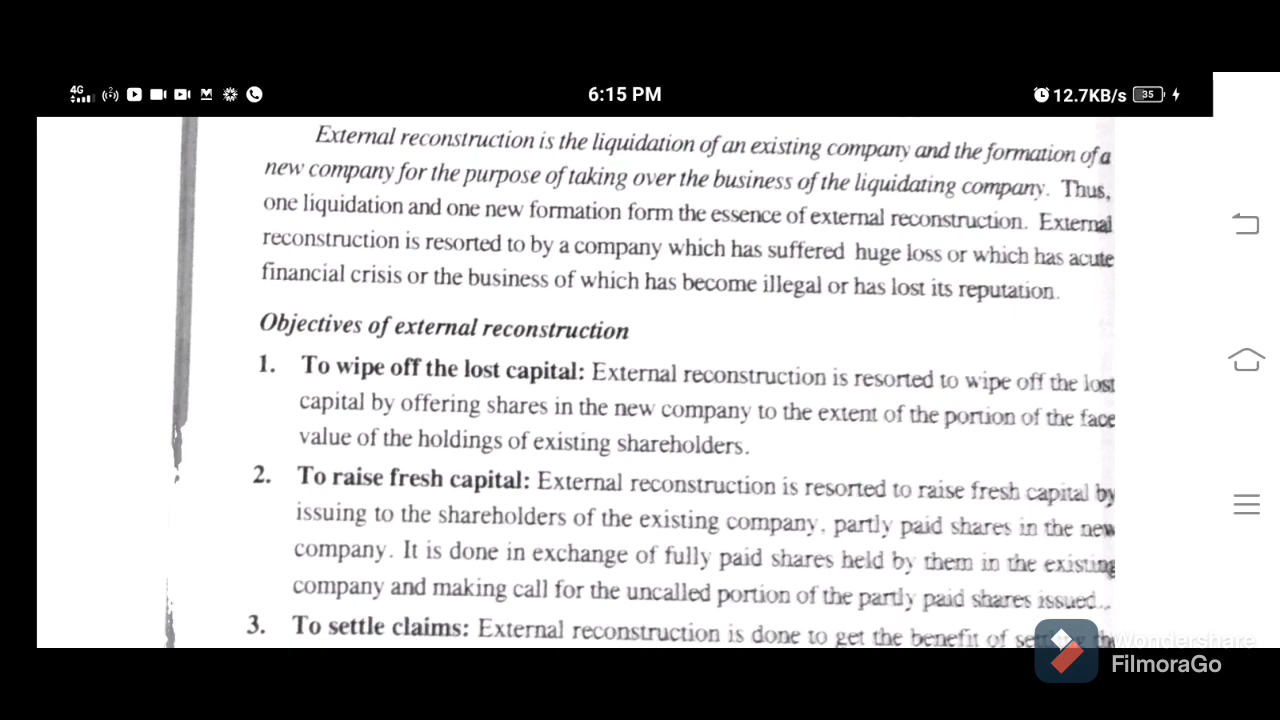 4G
6:15 PM
12.7KB/s 35
External reconstruction is the liquidation of an existing company and the formation of a
new company for the purpose of taking over the business of the liquidating company. Thus,
one liquidation and one new formation form the essence of external reconstruction. External
reconstruction is resorted to by a company which has suffered huge loss or which has acute
financial crisis or the business of which has become illegal or has lost its reputation.
Objectives of external reconstruction
1. To wipe off the lost capital: External reconstruction is resorted to wipe off the lost
capital by offering shares in the new company to the extent of the portion of the face
value of the holdings of existing shareholders.
2. To raise fresh capital: External reconstruction is resorted to raise fresh capital by
issuing to the shareholders of the existing company, partly paid shares in the new
company. It is done in exchange of fully paid shares held by them in the existing
company and making call for the uncalled portion of the partly paid shares issued..
3. To settle claims: External reconstruction is done to get the benefit of
Wondershare
FilmoraGo